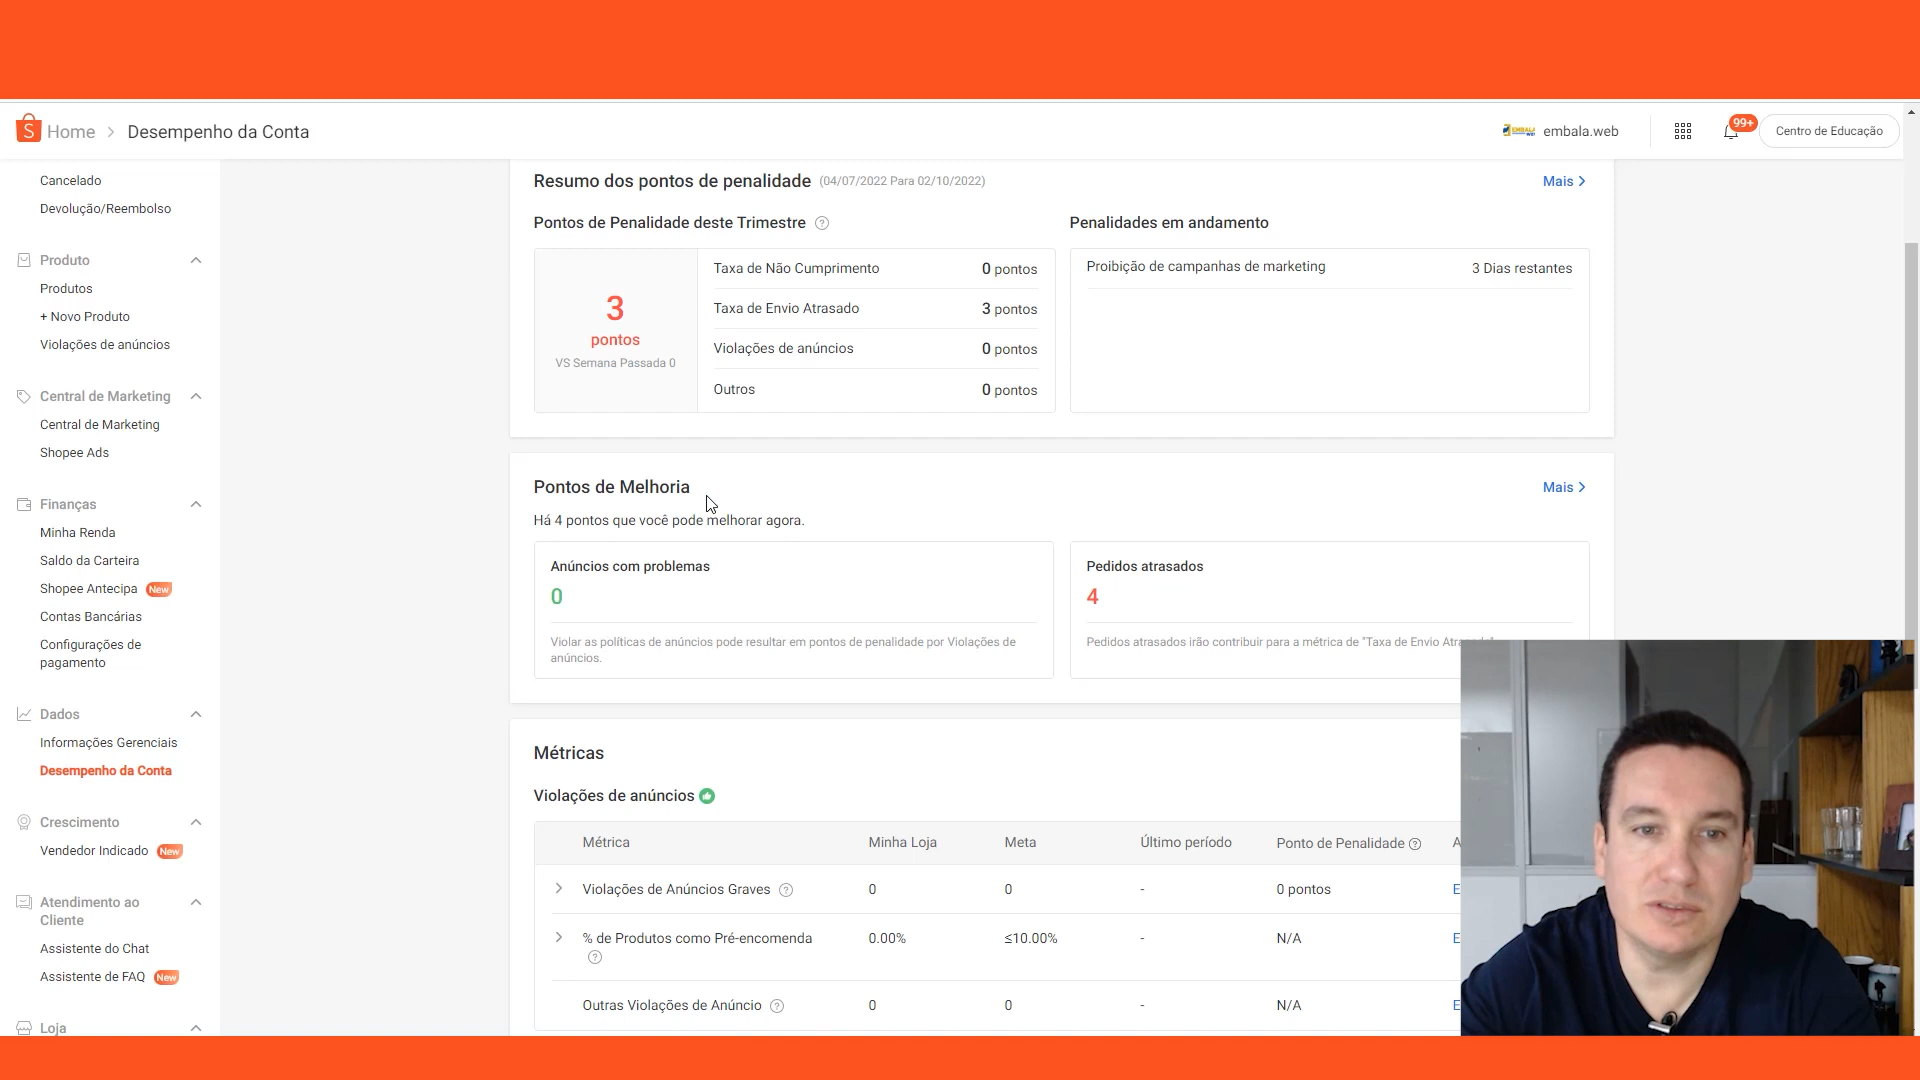 Home > Desempenho da Conta
EMBALA
embala.web
99+
Centro de Educação
Cancelado
Devolução/Reembolso
Produto
Produtos
+ Novo Produto
Violações de anúncios
Central de Marketing
Central de Marketing
Shopee Ads
Finanças
Minha Renda
Saldo da Carteira
Shopee Antecipa New
Contas Bancárias
Configurações de
pagamento
Dados
Informações Gerenciais
Desempenho da Conta
Crescimento
Vendedor Indicado New
Atendimento ao
Cliente
Assistente do Chat
Assistente de FAQ New
Loja
Resumo dos pontos de penalidade (04/07/2022 Para 02/10/2022)
Mais >
Pontos de Penalidade deste Trimestre ?
3
pontos
VS Semana Passada 0
Taxa de Não Cumprimento 0 pontos
Taxa de Envio Atrasado 3 pontos
Violações de anúncios 0 pontos
Outros 0 pontos
Penalidades em andamento
Proibição de campanhas de marketing 3 Dias restantes
Pontos de Melhoria
Mais >
Há 4 pontos que você pode melhorar agora.
Anúncios com problemas
0
Violar as políticas de anúncios pode resultar em pontos de penalidade por Violações de
anúncios.
Pedidos atrasados
4
Pedidos atrasados irão contribuir para a métrica de "Taxa de Envio
Métricas
Violações de anúncios
Métrica Minha Loja Meta Último período Ponto de Penalidade ? A
Violações de Anúncios Graves ? 0 0 - 0 pontos E
% de Produtos como Pré-encomenda ? 0.00% ≤10.00% - N/A E
Outras Violações de Anúncio ? 0 0 - N/A E